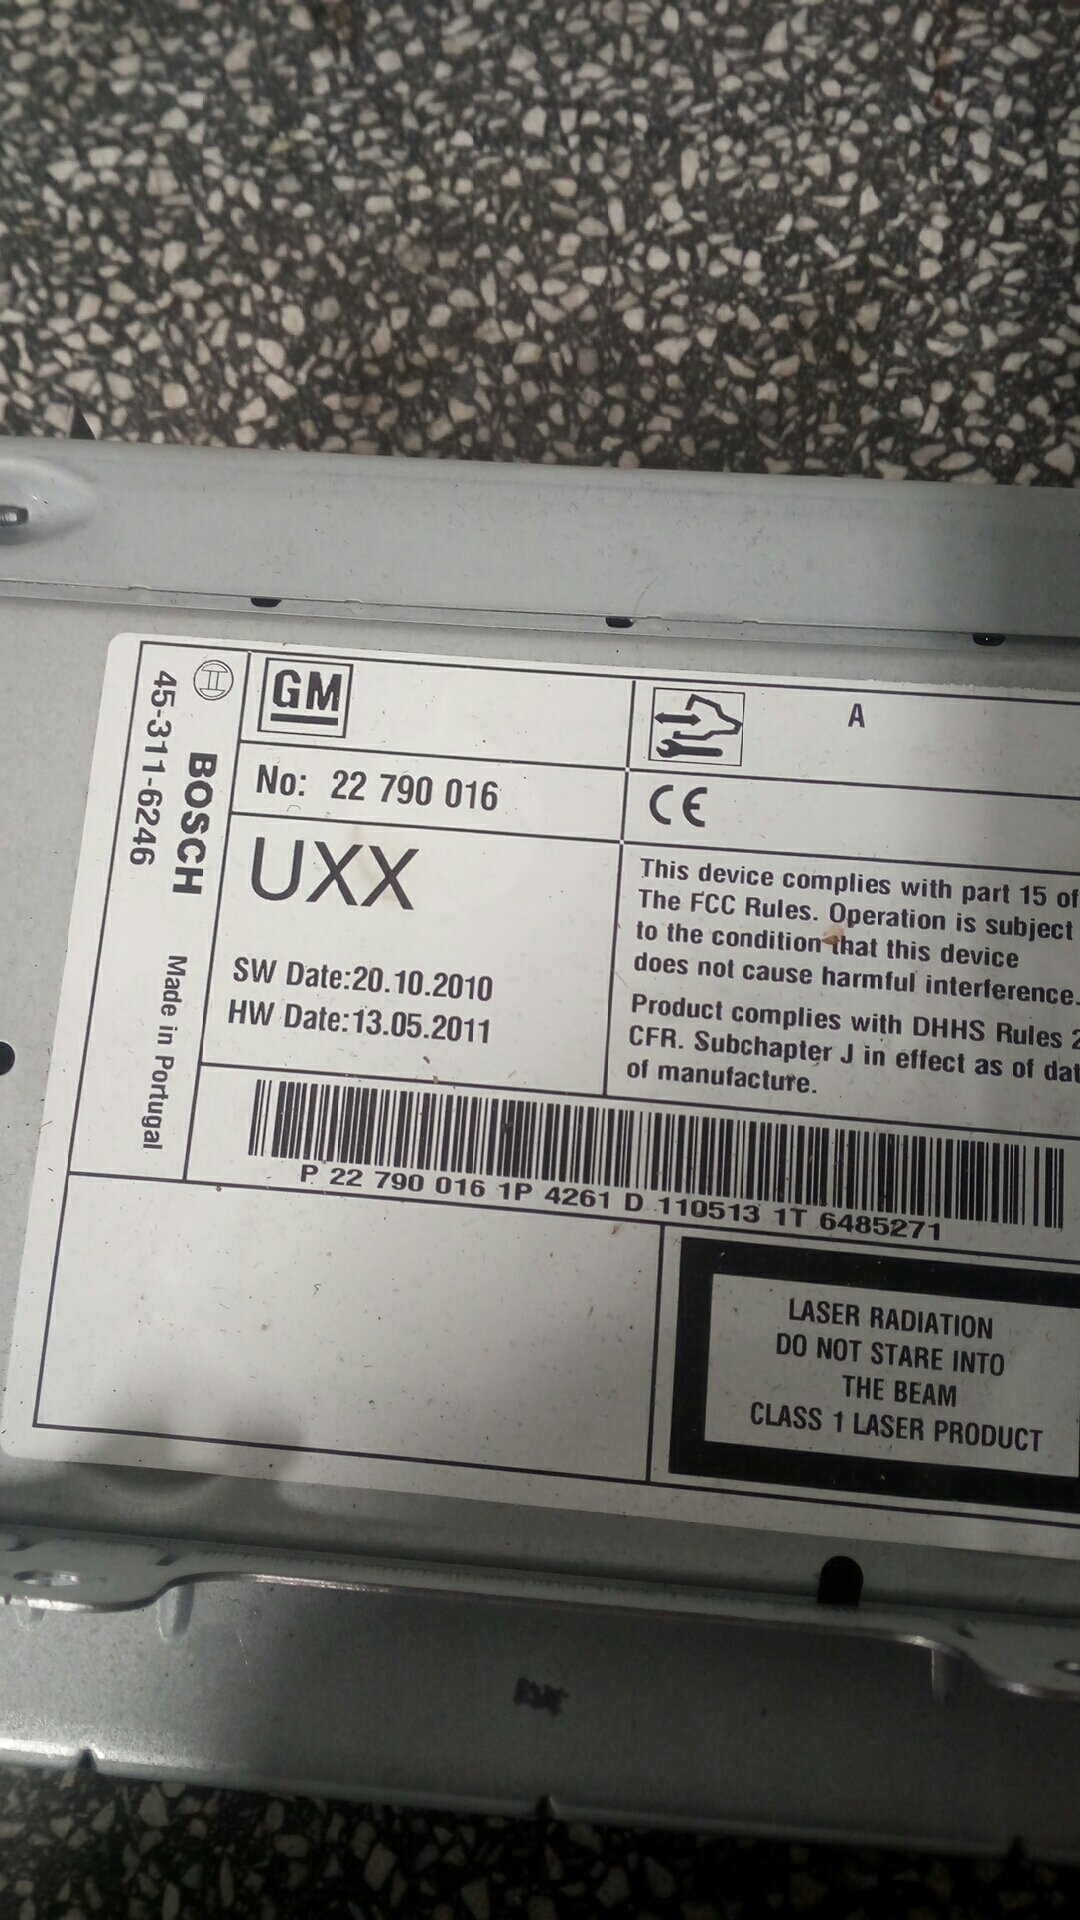 BOSCH Made in Portugal
45-311-6246
GM
A
No: 22 790 016
CE
UXX
SW Date:20.10.2010
HW Date:13.05.2011
This device complies with part 15 of
The FCC Rules. Operation is subject
to the condition that this device
does not cause harmful interference.
Product complies with DHHS Rules 2
CFR. Subchapter J in effect as of dat
of manufacture.
P 22 790 016 1P 4261 D 110513 1T 6485271
LASER RADIATION
DO NOT STARE INTO
THE BEAM
CLASS 1 LASER PRODUCT